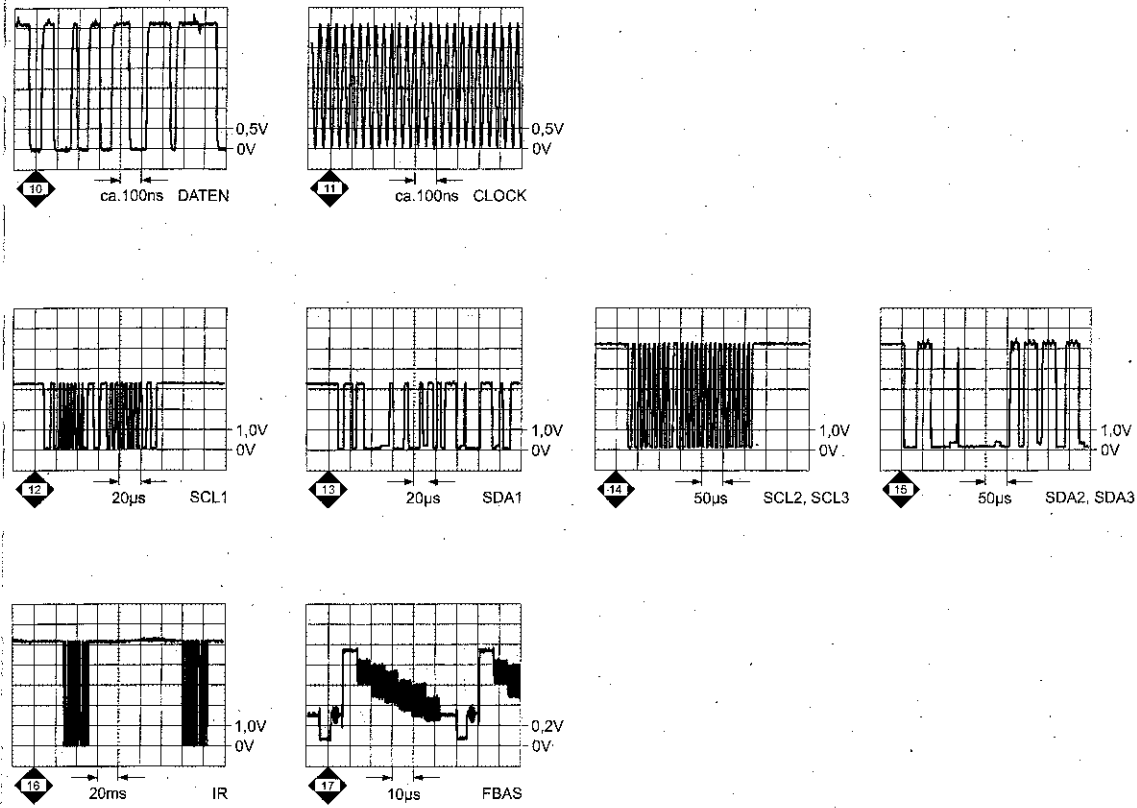 0,5V
0V
10 ca.100ns DATEN
0,5V
0V
11 ca.100ns CLOCK
1,0V
0V
12 20µs SCL1
1,0V
0V
13 20µs SDA1
1,0V
0V
14 50µs SCL2, SCL3
1,0V
0V
15 50µs SDA2, SDA3
1,0V
0V
16 20ms IR
0,2V
0V
17 10µs FBAS